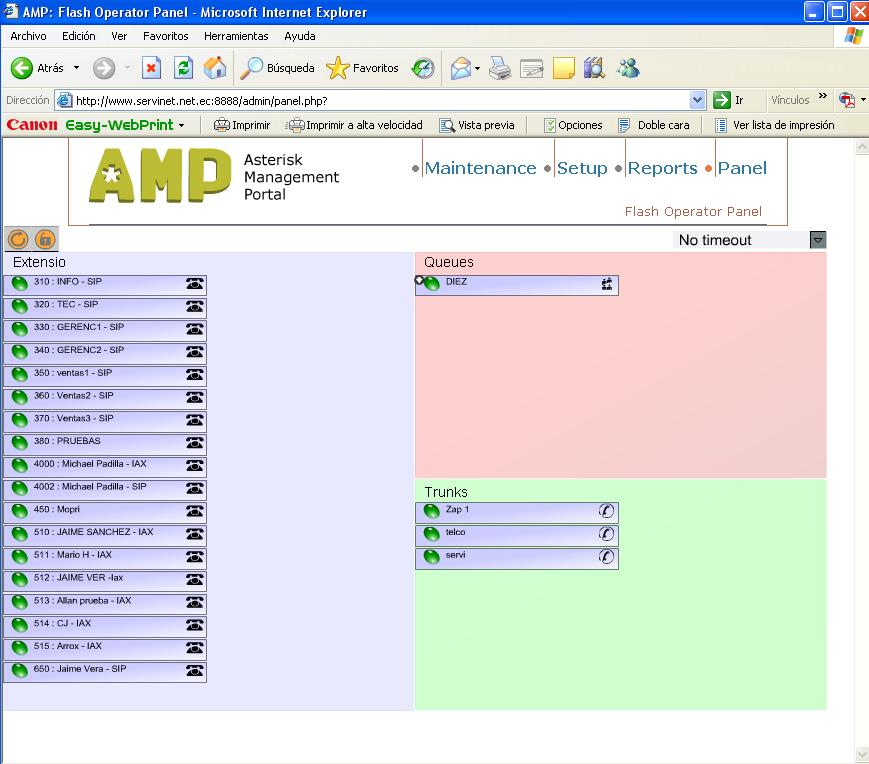 AMP: Flash Operator Panel - Microsoft Internet Explorer
Archivo Edición Ver Favoritos Herramientas Ayuda
Atrás Búsqueda Favoritos
Dirección http://www.servinet.net.ec:8888/admin/panel.php? Ir Vínculos »
Canon Easy-WebPrint Imprimir Imprimir a alta velocidad Vista previa Opciones Doble cara Ver lista de impresión
AMP Asterisk Management Portal
Maintenance Setup Reports Panel
Flash Operator Panel
No timeout
Extensio
310 : INFO - SIP
320 : TEC - SIP
330 : GERENC1 - SIP
340 : GERENC2 - SIP
350 : ventas1 - SIP
360 : Ventas2 - SIP
370 : Ventas3 - SIP
380 : PRUEBAS
4000 : Michael Padilla - IAX
4002 : Michael Padilla - SIP
450 : Mopri
510 : JAIME SANCHEZ - IAX
511 : Mario H - IAX
512 : JAIME VER -Iax
513 : Allan prueba - IAX
514 : CJ - IAX
515 : Arrox - IAX
650 : Jaime Vera - SIP
Queues
DIEZ
Trunks
Zap 1
telco
servi